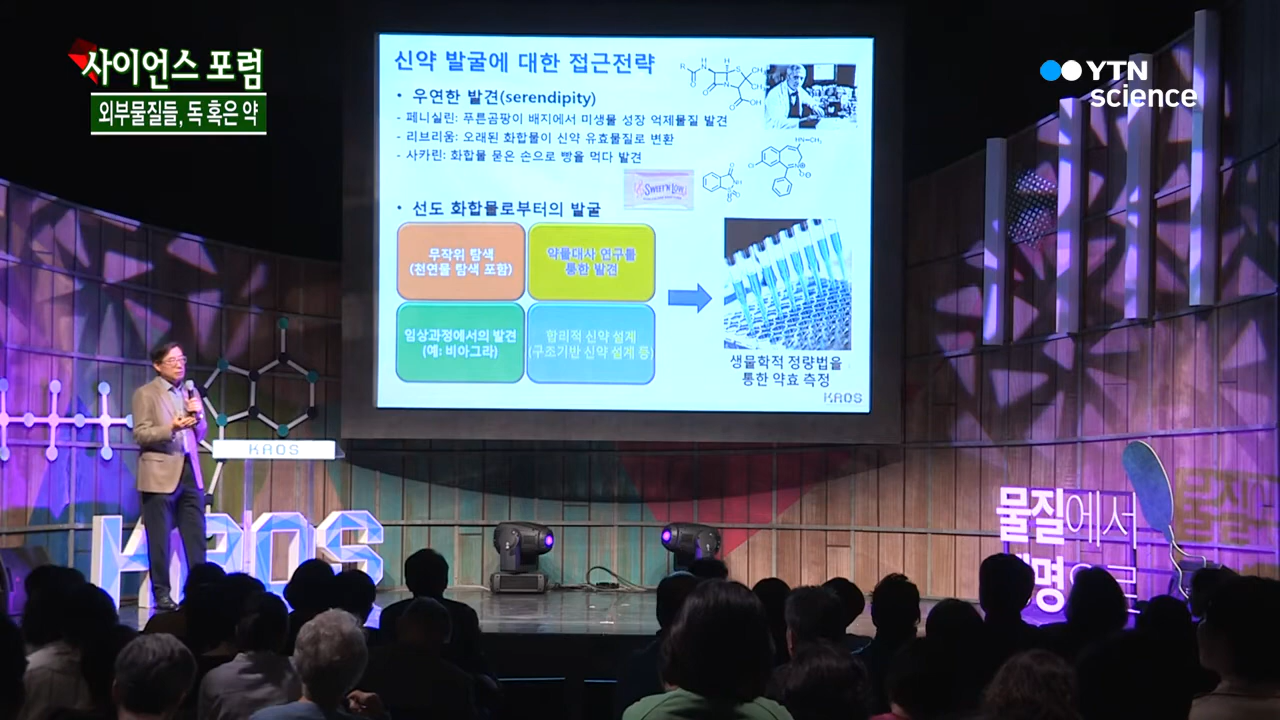 사이언스 포럼
외부물질들, 독 혹은 약
YTN
science
신약 발굴에 대한 접근전략
• 우연한 발견(serendipity)
- 페니실린: 푸른곰팡이 배지에서 미생물 성장 억제물질 발견
- 리브리움: 오래된 화합물이 신약 유효물질로 변환
- 사카린: 화합물 묻은 손으로 빵을 먹다 발견
SWEET'N LOW
• 선도 화합물로부터의 발굴
무작위 탐색
(천연물 탐색 포함)
약물대사 연구를
통한 발견
임상과정에서의 발견
(예: 비아그라)
합리적 신약 설계
(구조기반 신약 설계 등)
생물학적 정량법을
통한 약효 측정
KAOS
KAOS
KAOS
물질에서